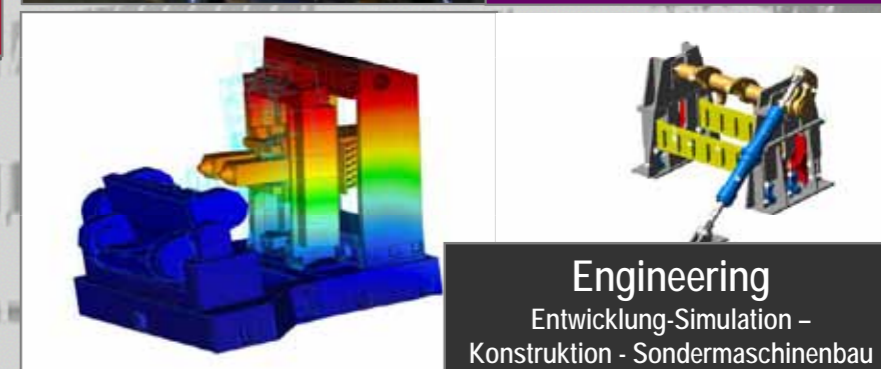 Engineering
Entwicklung-Simulation –
Konstruktion - Sondermaschinenbau